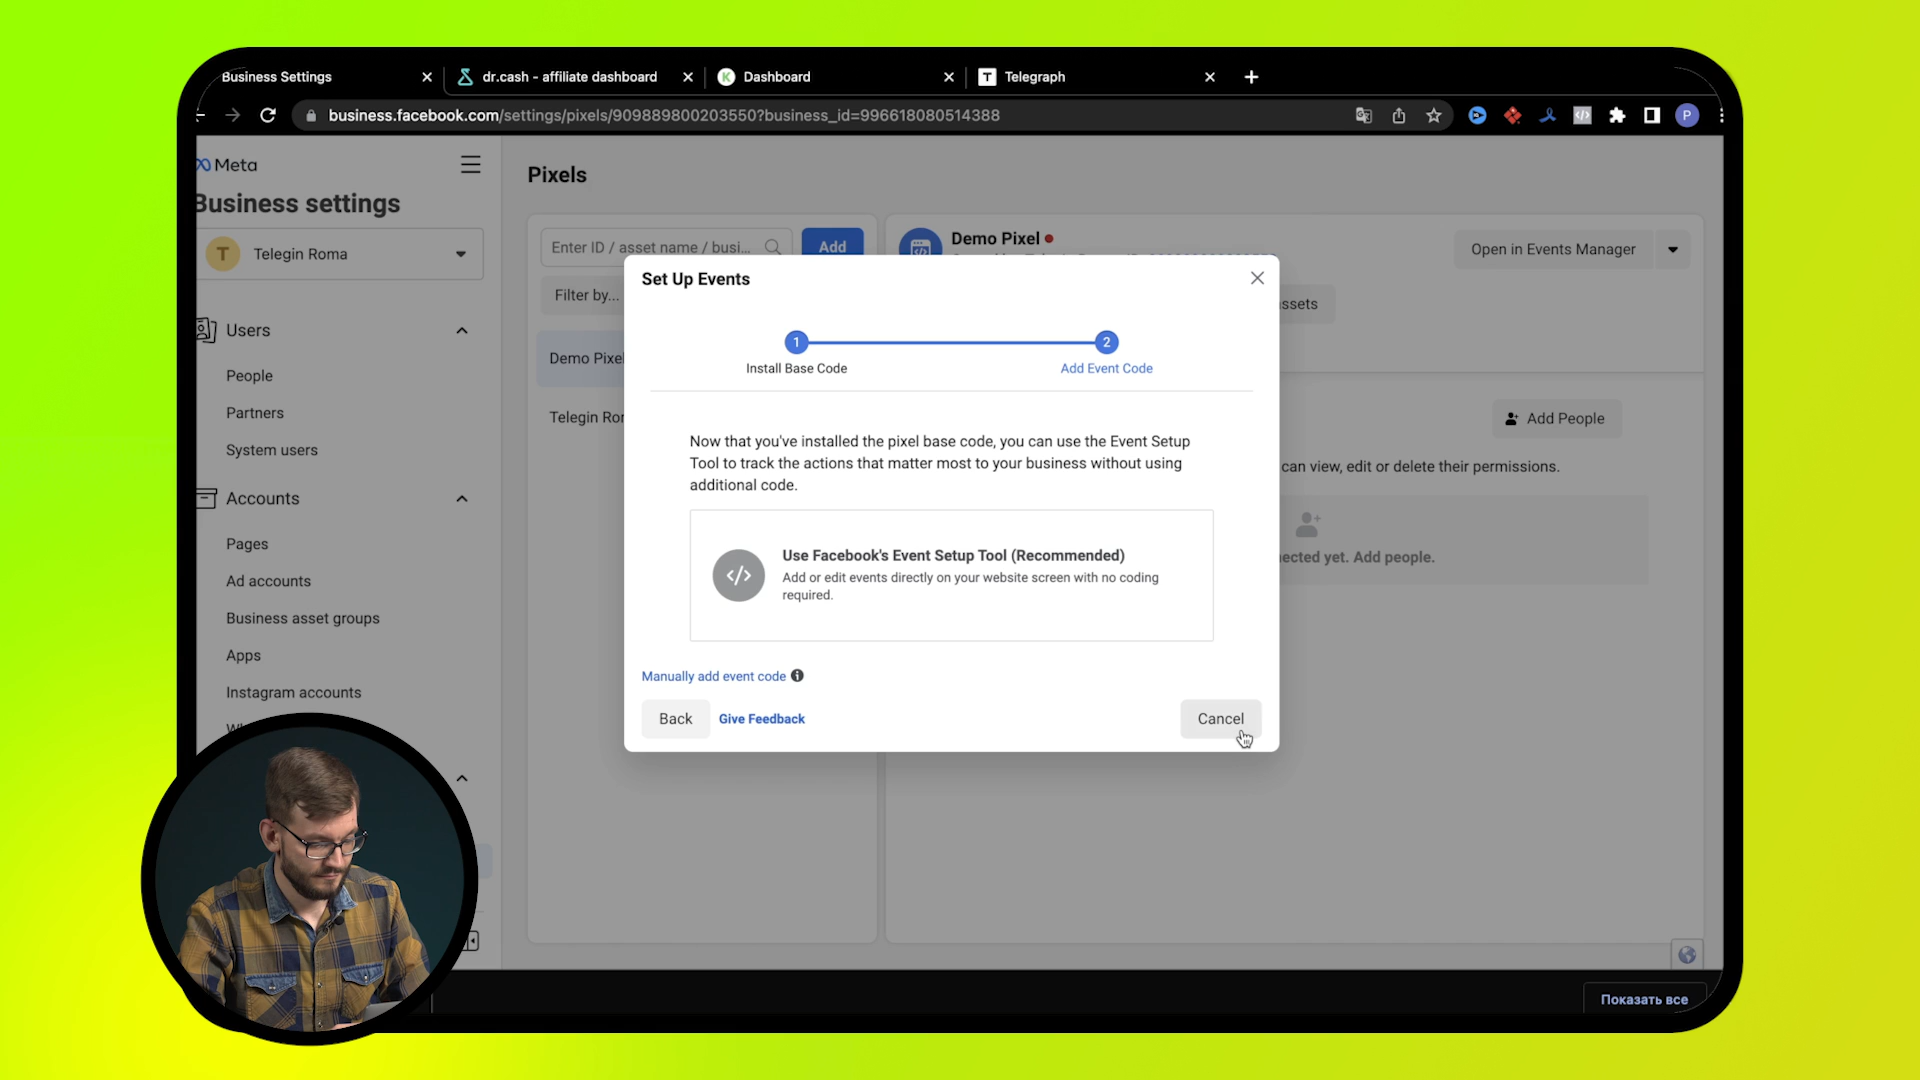 Business Settings
dr.cash - affiliate dashboard
K
Dashboard
T
Telegraph
business.facebook.com/settings/pixels/909889800203550?business_id=996618080514388
P
Meta
Business settings
T
Telegin Roma
Users
People
Partners
System users
Accounts
Pages
Ad accounts
Business asset groups
Apps
Instagram accounts
Pixels
Enter ID / asset name / busi...
Add
Filter by...
Demo Pixel
Telegin Ro
Demo Pixel
Open in Events Manager
ssets
Add People
can view, edit or delete their permissions.
ected yet. Add people.
Set Up Events
1
2
Install Base Code
Add Event Code
Now that you've installed the pixel base code, you can use the Event Setup
Tool to track the actions that matter most to your business without using
additional code.
</>
Use Facebook's Event Setup Tool (Recommended)
Add or edit events directly on your website screen with no coding
required.
Manually add event code
Back
Give Feedback
Cancel
Показать все